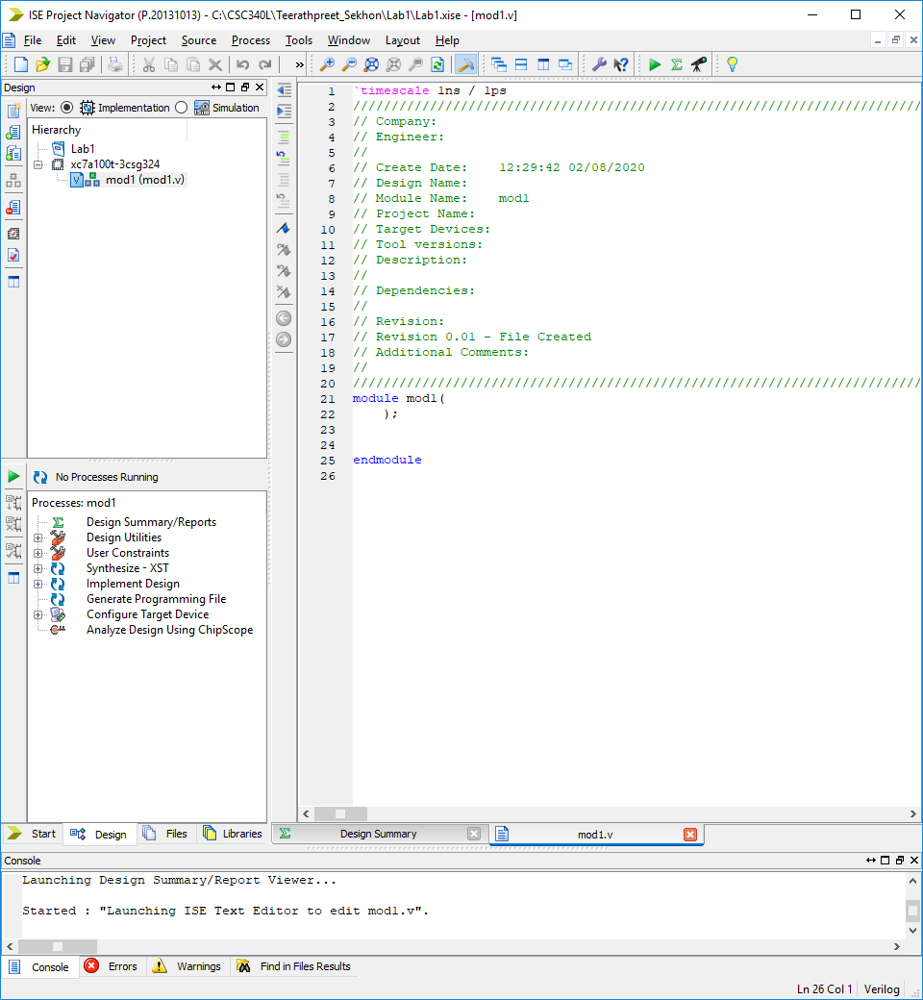 ISE Project Navigator (P.20131013) - C:\CSC340L\Teerathpreet_Sekhon\Lab1\Lab1.xise - [mod1.v]
File Edit View Project Source Process Tools Window Layout Help
Design
View: Implementation Simulation
Hierarchy
Lab1
xc7a100t-3csg324
mod1 (mod1.v)
No Processes Running
Processes: mod1
Design Summary/Reports
Design Utilities
User Constraints
Synthesize - XST
Implement Design
Generate Programming File
Configure Target Device
Analyze Design Using ChipScope
Start Design Files Libraries
1 `timescale 1ns / 1ps
2 //////////////////////////////////////////////////////////////////////////
3 // Company:
4 // Engineer:
5 //
6 // Create Date: 12:29:42 02/08/2020
7 // Design Name:
8 // Module Name: mod1
9 // Project Name:
10 // Target Devices:
11 // Tool versions:
12 // Description:
13 //
14 // Dependencies:
15 //
16 // Revision:
17 // Revision 0.01 - File Created
18 // Additional Comments:
19 //
20 //////////////////////////////////////////////////////////////////////////
21 module mod1(
22 );
23
24
25 endmodule
26
Design Summary mod1.v
Console
Launching Design Summary/Report Viewer...
Started : "Launching ISE Text Editor to edit mod1.v".
Console Errors Warnings Find in Files Results
Ln 26 Col 1 Verilog